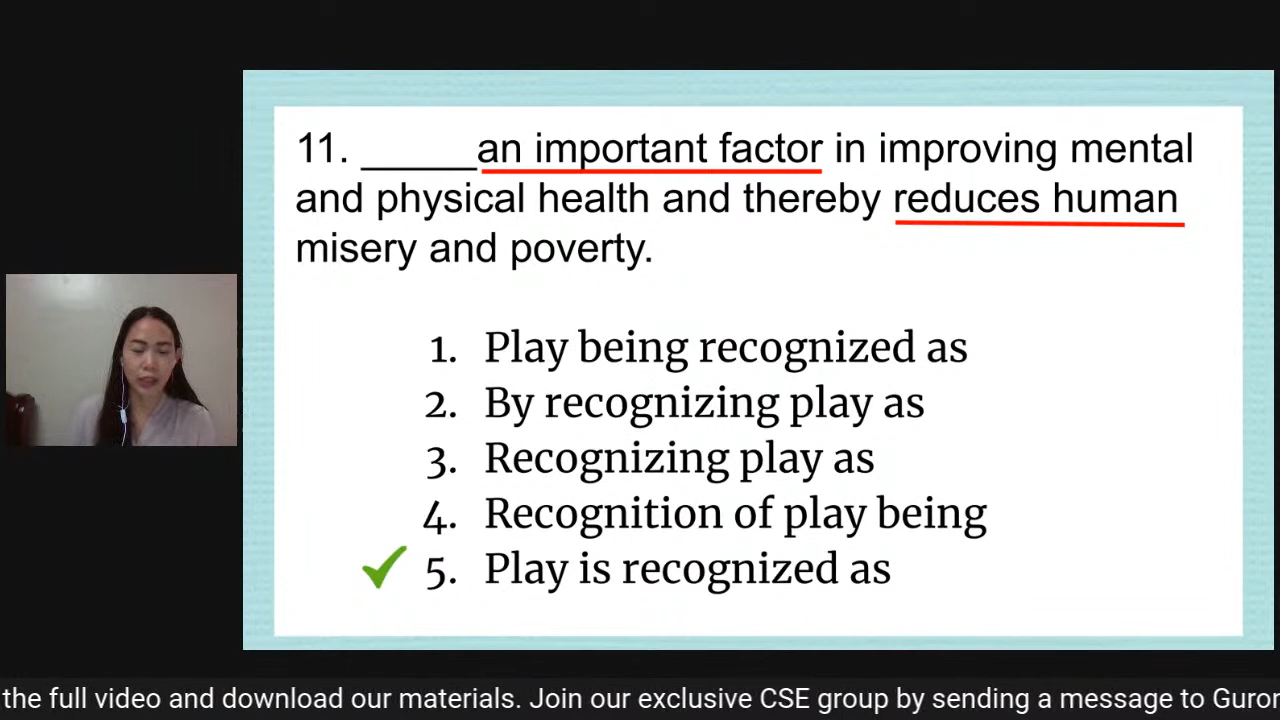 11. _____an important factor in improving mental
and physical health and thereby reduces human
misery and poverty.
1. Play being recognized as
2. By recognizing play as
3. Recognizing play as
4. Recognition of play being
5. Play is recognized as
the full video and download our materials. Join our exclusive CSE group by sending a message to